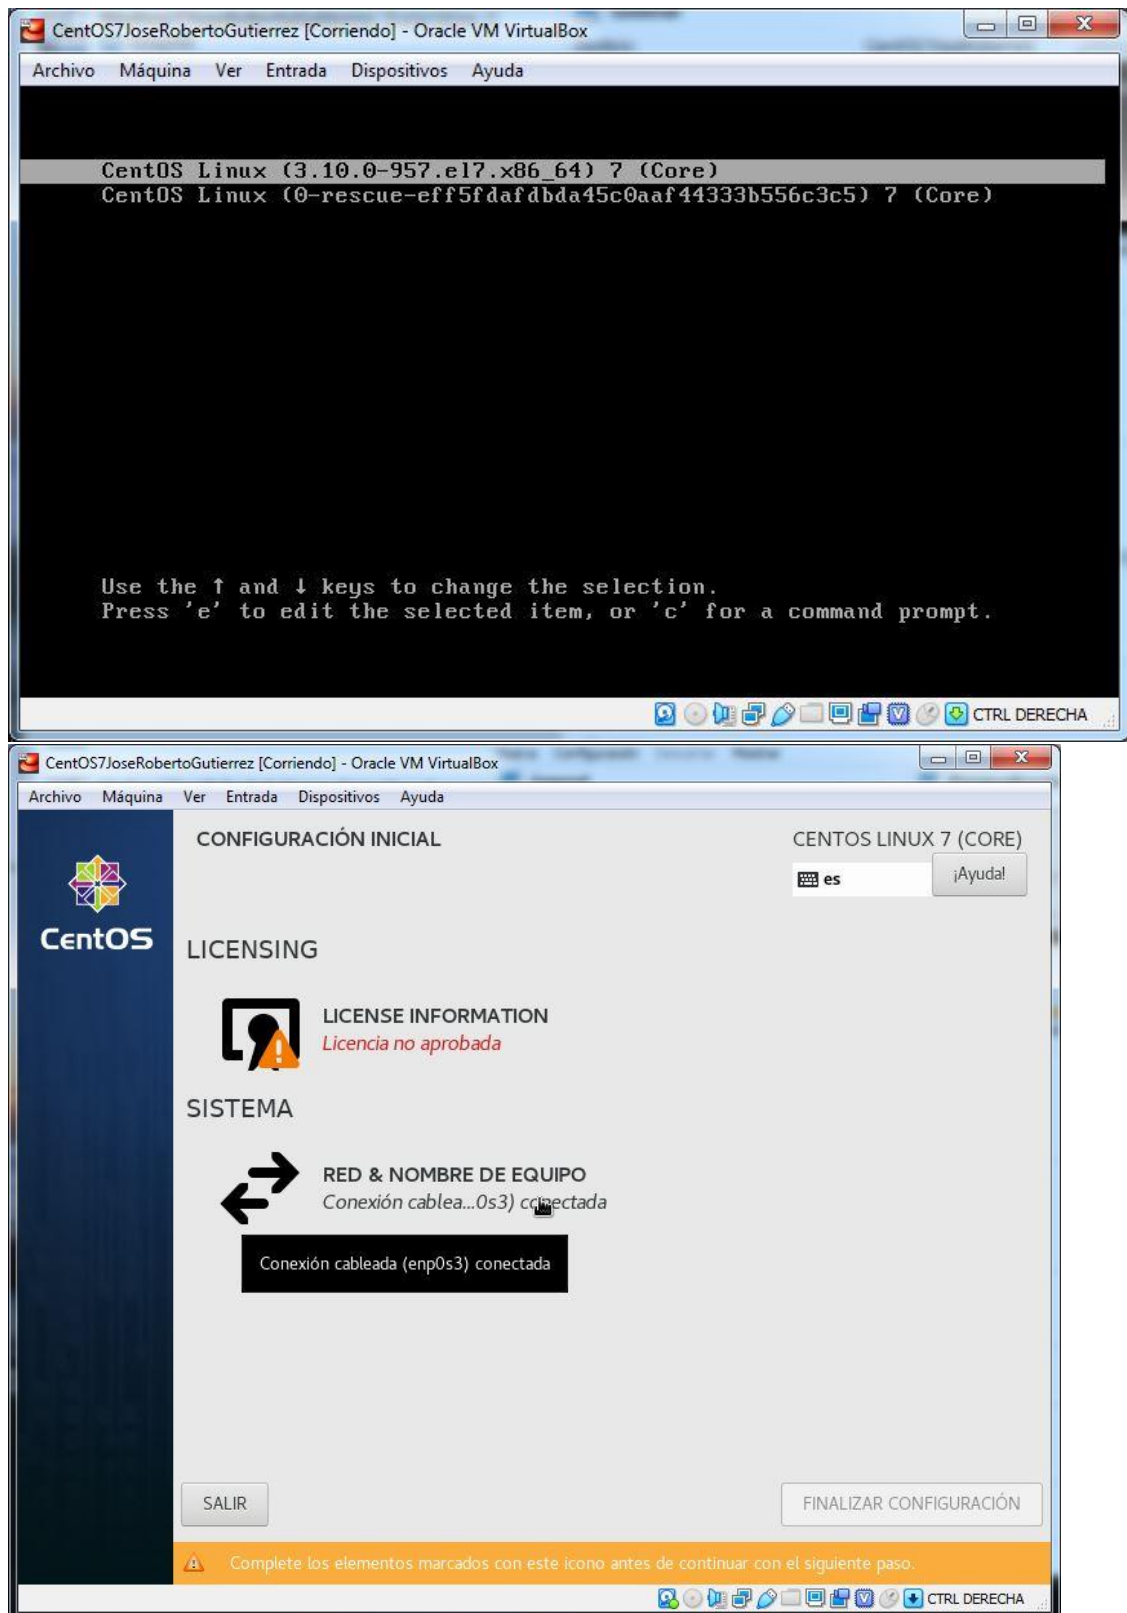 CentOS7JoseRobertoGutierrez [Corriendo] - Oracle VM VirtualBox
Archivo Máquina Ver Entrada Dispositivos Ayuda
CentOS Linux (3.10.0-957.el7.x86_64) 7 (Core)
CentOS Linux (0-rescue-eff5fdafdbda45c0aaf44333b556c3c5) 7 (Core)
Use the ↑ and ↓ keys to change the selection.
Press 'e' to edit the selected item, or 'c' for a command prompt.
CTRL DERECHA
CentOS7JoseRobertoGutierrez [Corriendo] - Oracle VM VirtualBox
Archivo Máquina Ver Entrada Dispositivos Ayuda
CONFIGURACIÓN INICIAL
CENTOS LINUX 7 (CORE)
es
¡Ayuda!
CentOS
LICENSING
LICENSE INFORMATION
Licencia no aprobada
SISTEMA
RED & NOMBRE DE EQUIPO
Conexión cablea...0s3) conectada
Conexión cableada (enp0s3) conectada
SALIR
FINALIZAR CONFIGURACIÓN
Complete los elementos marcados con este icono antes de continuar con el siguiente paso.
CTRL DERECHA